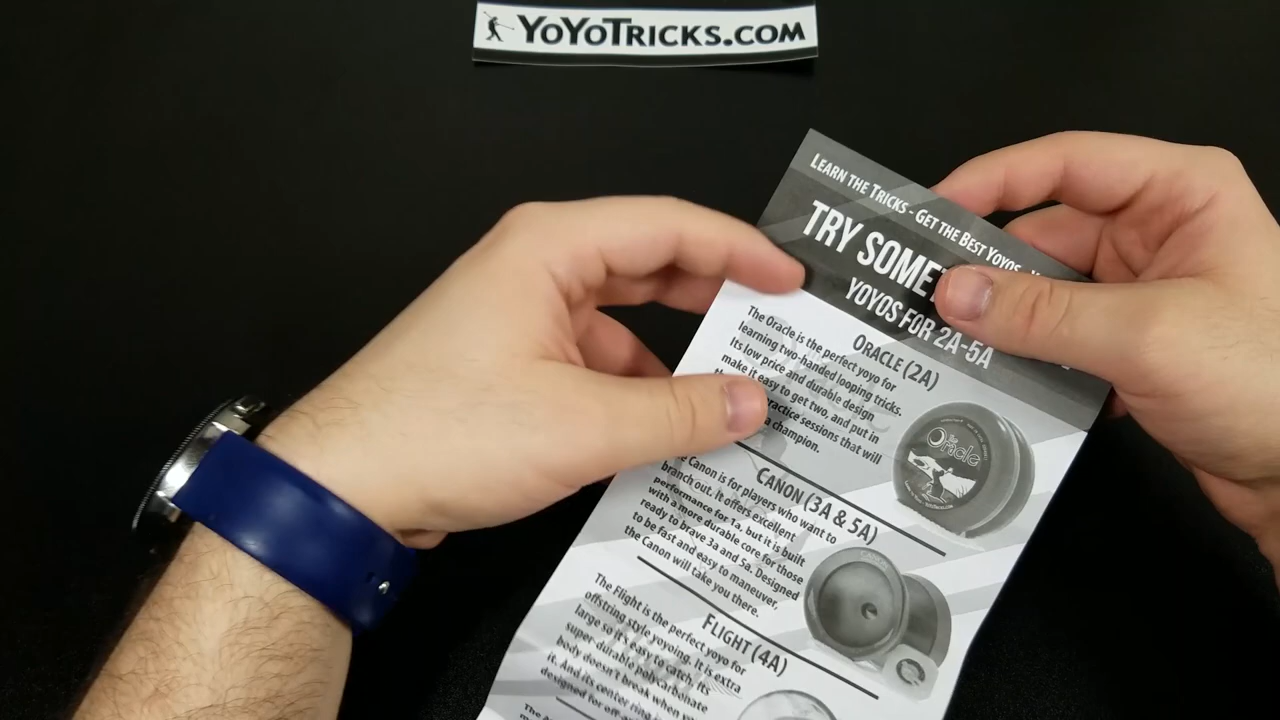 YOYOTRICKS.COM
LEARN THE TRICKS - GET THE BEST YOYOS
TRY SOME
YOYOS FOR 2A-5A
ORACLE (2A)
The Oracle is the perfect yoyo for
learning two-handed looping tricks.
Its low price and durable design
make it easy to get two, and put in
practice sessions that will
a champion.
The Oracle
CANON (3A & 5A)
Canon is for players who want to
branch out. It offers excellent
performance for 1a, but it is built
with a more durable core for those
ready to brave 3a and 5a. Designed
to be fast and easy to maneuver,
the Canon will take you there.
FLIGHT (4A)
The Flight is the perfect yoyo for
offstring style yoyoing. It is extra
large so it's easy to catch, its
super-durable polycarbonate
body doesn't break when
it. And its center ring
designed for